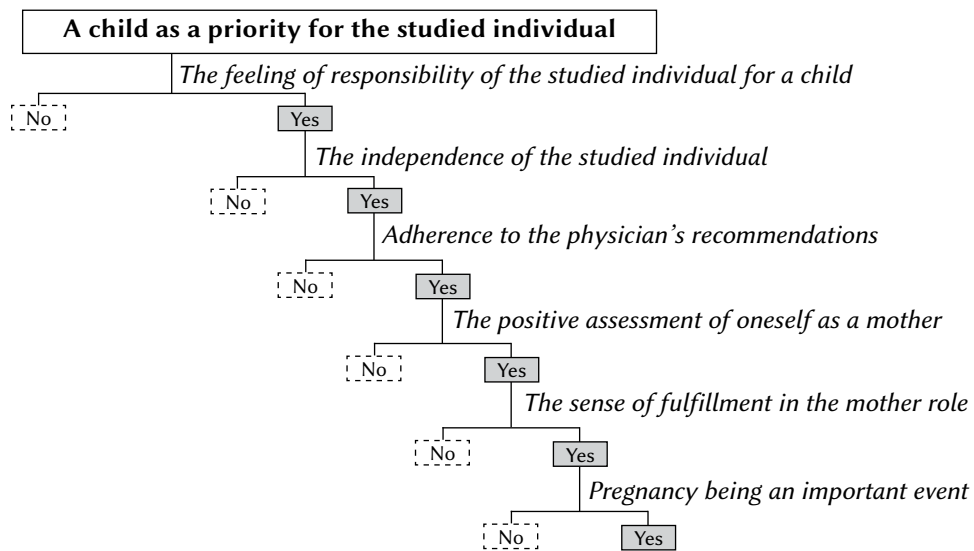 A child as a priority for the studied individual
The feeling of responsibility of the studied individual for a child
No
Yes
The independence of the studied individual
No
Yes
Adherence to the physician’s recommendations
No
Yes
The positive assessment of oneself as a mother
No
Yes
The sense of fulfillment in the mother role
No
Yes
Pregnancy being an important event
No
Yes